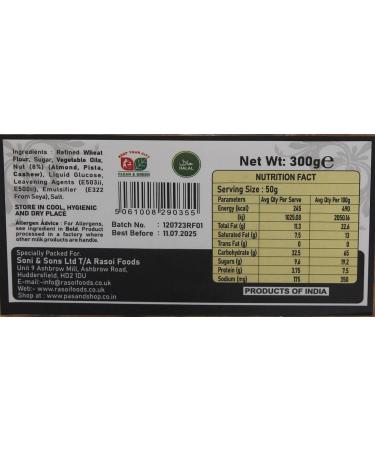 Ingredients : Refined Wheat
Flour, Sugar, Vegetable Oils,
Nut (8%) (Almond, Pista,
Cashew), Liquid Glucose,
Leavening Agents (E503ii,
E500ii), Emulsifier (E322
From Soya), Salt.
STORE IN COOL, HYGIENIC
AND DRY PLACE
Allergen Advice : For Allergens,
see ingredient in Bold. Product
processed in a factory where
other milk products are handle.
KEEP YOUR CITY
CLEAN & GREEN
HALAL
5061008290355
Batch No. : 120723RF01
Best Before : 11.07.2025
Specially Packed For:
Soni & Sons Ltd T/A Rasoi Foods
Unit 9 Ashbrow Mill, Ashbrow Road,
Huddersfield, HD2 1DU
E-mail:-info@rasoifoods.co.uk
Web:- www.rasoifoods.co.uk
Shop at : www.pasandshop.co.in
Net Wt: 300g℮
NUTRITION FACT
Serving Size : 50g
Parameters Avg Qty Per Serve Avg Qty Per 100g
Energy (kcal) 245 490
(kj) 1025.08 2050.16
Total Fat (g) 11.3 22.6
Saturated Fat (g) 7.5 13
Trans Fat (g) 0 0
Carbohydrate (g) 32.5 65
Sugars (g) 9.6 19.2
Protein (g) 3.75 7.5
Sodium (mg) 175 350
PRODUCTS OF INDIA